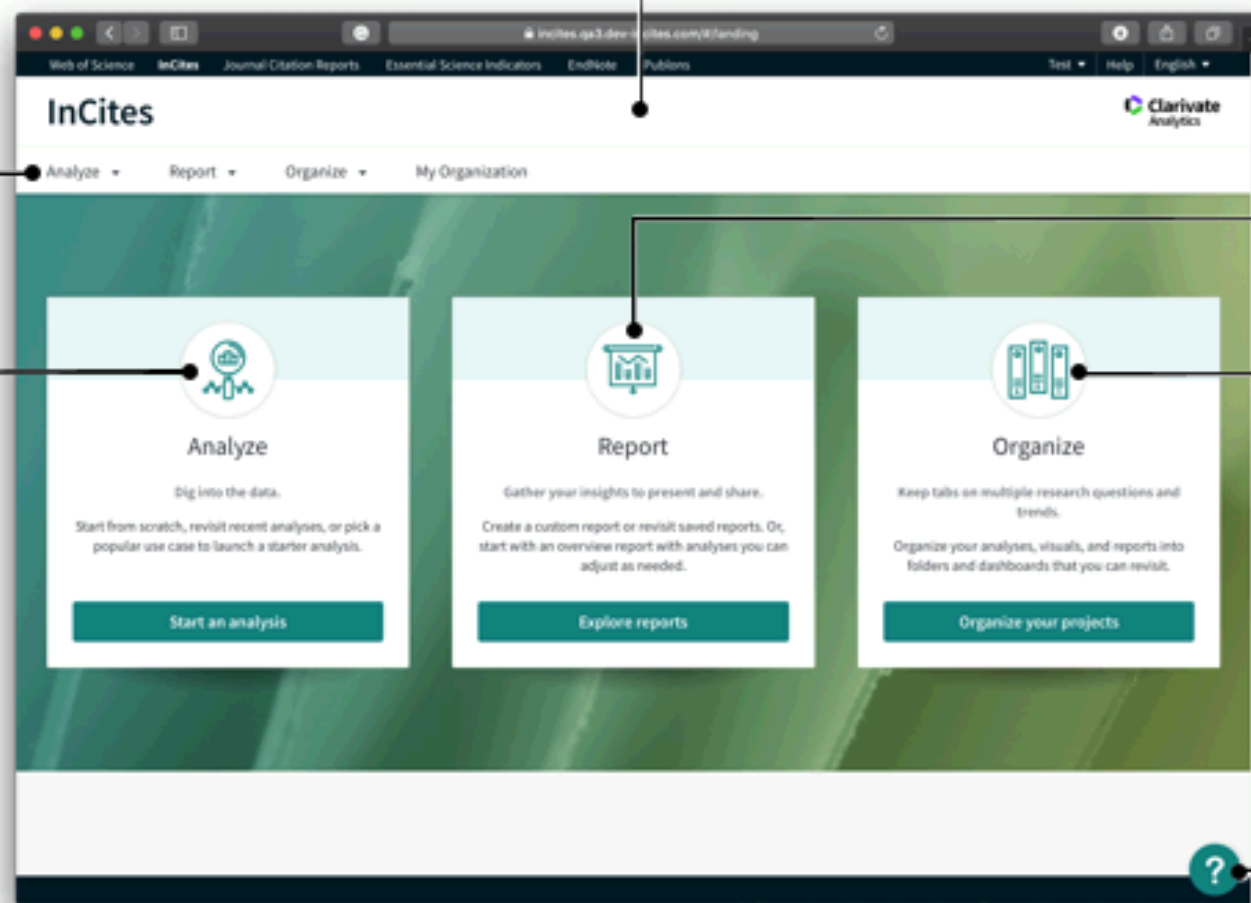 incites.qa3.dev-incites.com/#/landing
Web of Science InCites Journal Citation Reports Essential Science Indicators EndNote Publons Test Help English
InCites
Clarivate
Analytics
Analyze Report Organize My Organization
Analyze
Dig into the data.
Start from scratch, revisit recent analyses, or pick a
popular use case to launch a starter analysis.
Start an analysis
Report
Gather your insights to present and share.
Create a custom report or revisit saved reports. Or,
start with an overview report with analyses you can
adjust as needed.
Explore reports
Organize
Keep tabs on multiple research questions and
trends.
Organize your analyses, visuals, and reports into
folders and dashboards that you can revisit.
Organize your projects
?